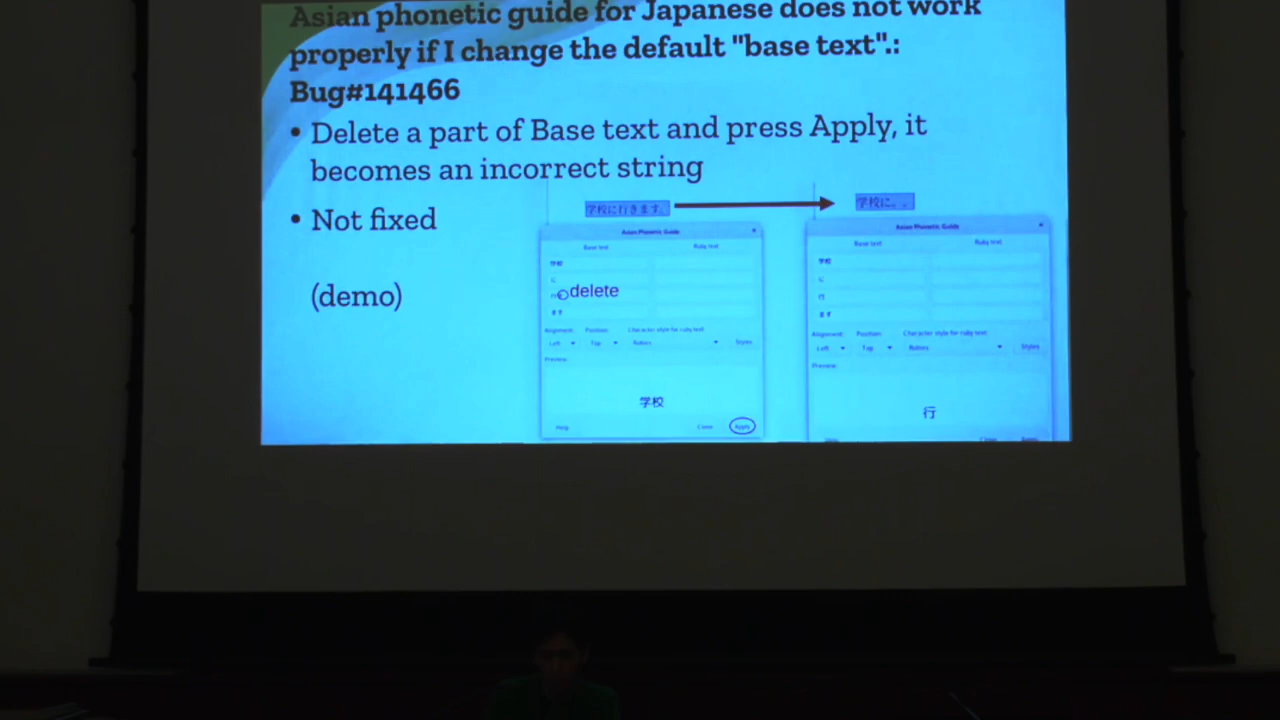 Asian phonetic guide for Japanese does not work
properly if I change the default "base text".:
Bug#141466
• Delete a part of Base text and press Apply, it
becomes an incorrect string
• Not fixed
(demo)
学校に行きます。
学校に。。
Asian Phonetic Guide
Base text Ruby text
学校
に
delete
ます
Alignment: Position: Character style for ruby text:
Left Top Rubies Styles
Preview:
学校
Help Close Apply
Asian Phonetic Guide
Base text Ruby text
学校
に
行
ます
Alignment: Position: Character style for ruby text:
Left Top Rubies Styles
Preview:
行
Close